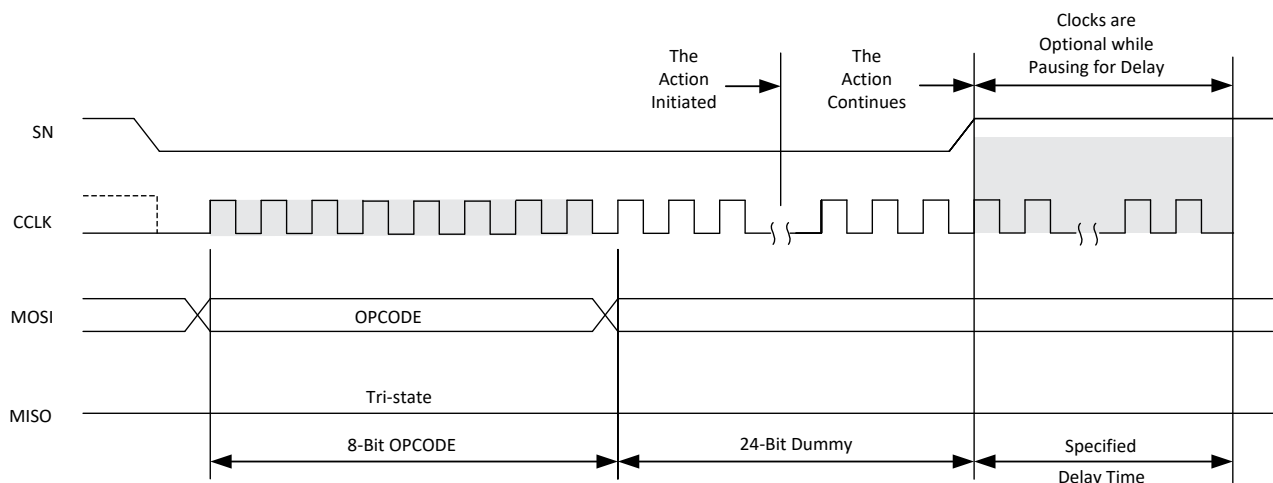 Clocks are
Optional while
Pausing for Delay
The
Action
Initiated
The
Action
Continues
SN
CCLK
MOSI
OPCODE
Tri-state
MISO
8-Bit OPCODE
24-Bit Dummy
Specified
Delay Time